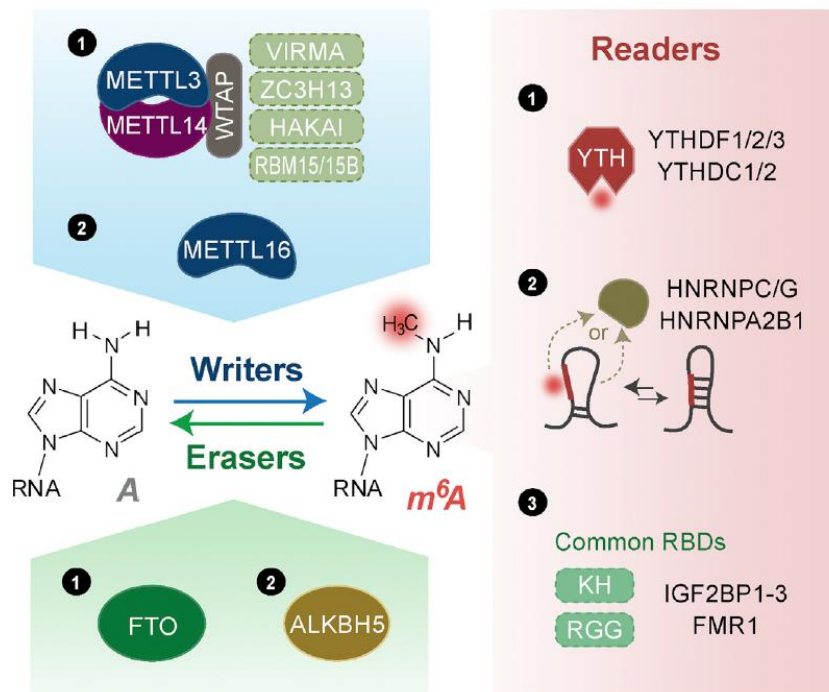 1
METTL3
METTL14
WTAP
VIRMA
ZC3H13
HAKAI
RBM15/15B
2
METTL16
H
H
N
N
N
N
N
RNA
A
Writers
Erasers
H₃C
H
N
N
N
N
N
RNA
m⁶A
1
FTO
2
ALKBH5
Readers
1
YTH
YTHDF1/2/3
YTHDC1/2
2
or
HNRNPC/G
HNRNPA2B1
3
Common RBDs
KH
RGG
IGF2BP1-3
FMR1